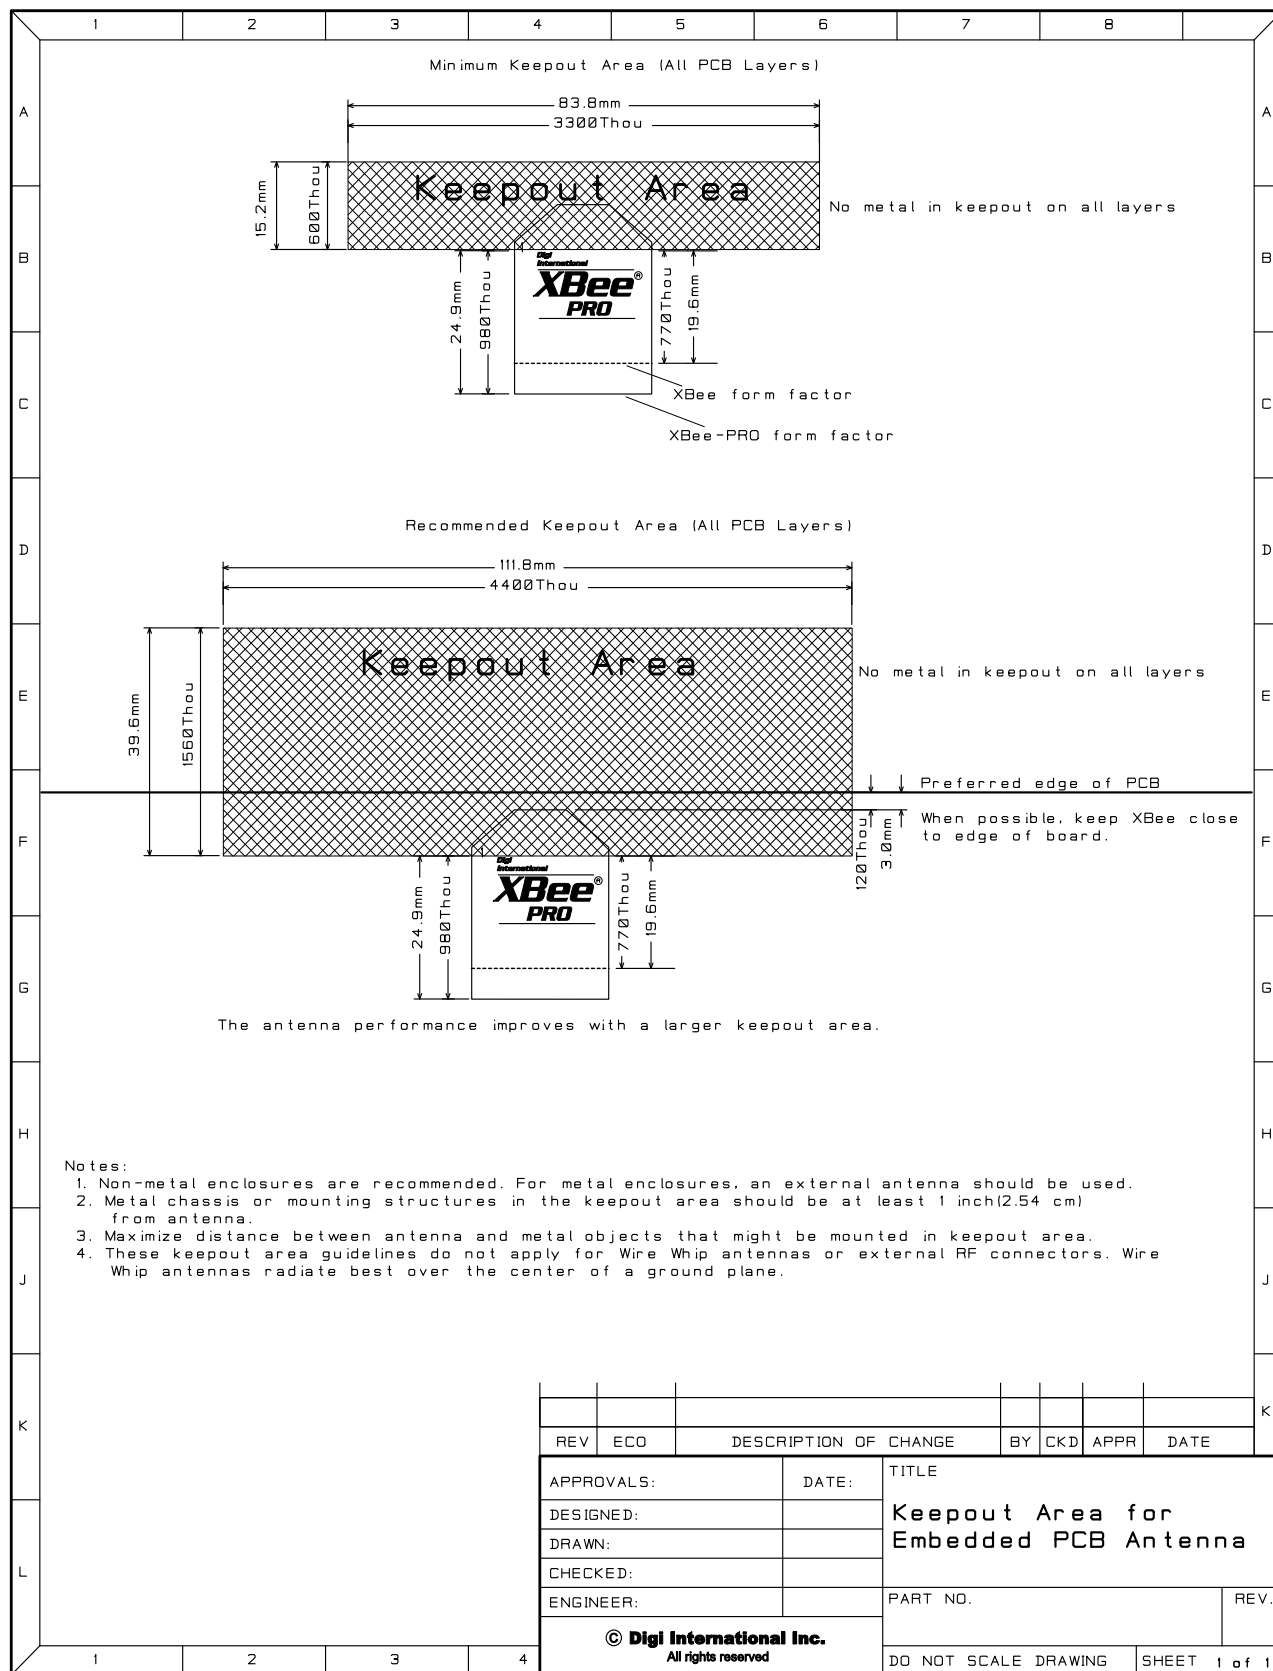 1 2 3 4 5 6 7 8
Minimum Keepout Area (All PCB Layers)
83.8mm
3300Thou
A A
Keepout Area
15.2mm
600Thou
No metal in keepout on all layers
B B
Digi
International
XBee®
PRO
24.9mm
980Thou
770Thou
19.6mm
XBee form factor
C C
XBee-PRO form factor
Recommended Keepout Area (All PCB Layers)
D D
111.8mm
4400Thou
Keepout Area
No metal in keepout on all layers
E E
39.6mm
1560Thou
Preferred edge of PCB
When possible, keep XBee close
to edge of board.
F F
120Thou
3.0mm
Digi
International
XBee®
PRO
24.9mm
980Thou
770Thou
19.6mm
G G
The antenna performance improves with a larger keepout area.
H H
Notes:
1. Non-metal enclosures are recommended. For metal enclosures, an external antenna should be used.
2. Metal chassis or mounting structures in the keepout area should be at least 1 inch(2.54 cm)
from antenna.
3. Maximize distance between antenna and metal objects that might be mounted in keepout area.
4. These keepout area guidelines do not apply for Wire Whip antennas or external RF connectors. Wire
Whip antennas radiate best over the center of a ground plane.
J J
K K
REV ECO DESCRIPTION OF CHANGE BY CKD APPR DATE
APPROVALS: DATE:
TITLE
Keepout Area for
Embedded PCB Antenna
DESIGNED:
DRAWN:
CHECKED:
L
ENGINEER:
PART NO. REV.
© Digi International Inc.
All rights reserved
DO NOT SCALE DRAWING SHEET 1 of 1
1 2 3 4